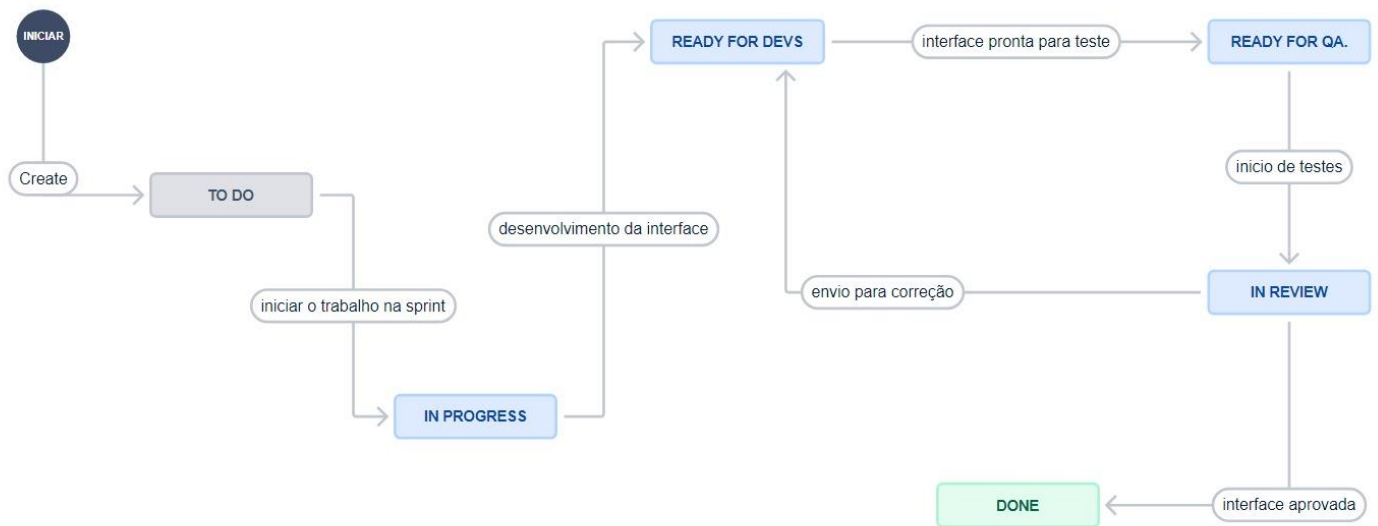 INICIAR
Create
TO DO
iniciar o trabalho na sprint
IN PROGRESS
desenvolvimento da interface
READY FOR DEVS
interface pronta para teste
READY FOR QA.
inicio de testes
IN REVIEW
envio para correção
interface aprovada
DONE